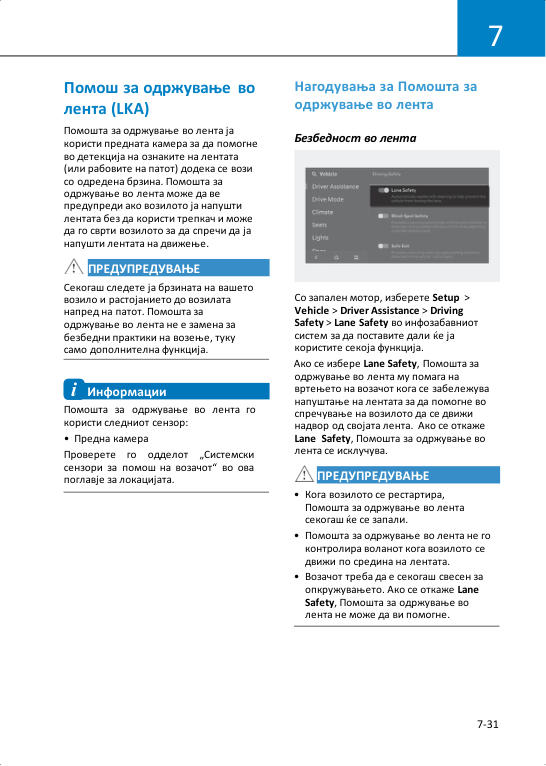 7
Помош за одржување во
лента (LKA)
Помошта за одржување во лента ја
користи предната камера за да помогне
во детекција на ознаките на лентата
(или рабовите на патот) додека се вози
со одредена брзина. Помошта за
одржување во лента може да ве
предупреди ако возилото ја напушти
лентата без да користи трепкач и може
да го сврти возилото за да спречи да ја
напушти лентата на движење.
ПРЕДУПРЕДУВАЊЕ
Секогаш следете ја брзината на вашето
возило и растојанието до возилата
напред на патот. Помошта за
одржување во лента не е замена за
безбедни практики на возење, туку
само дополнителна функција.
i Информации
Помошта за одржување во лента го
користи следниот сензор:
• Предна камера
Проверете го одделот „Системски
сензори за помош на возачот“ во ова
поглавје за локацијата.
Нагодувања за Помошта за
одржување во лента
Безбедност во лента
Vehicle
Driving Safety
Driver Assistance
Lane Safety
Drive Mode
Climate
Blind-Spot Safety
Seats
Lights
Safe Exit
Со запален мотор, изберете Setup >
Vehicle > Driver Assistance > Driving
Safety > Lane Safety во инфозабавниот
систем за да поставите дали ќе ја
користите секоја функција.
Ако се избере Lane Safety, Помошта за
одржување во лента му помага на
вртењето на возачот кога се забележува
напуштање на лентата за да помогне во
спречување на возилото да се движи
надвор од својата лента. Ако се откаже
Lane Safety, Помошта за одржување во
лента се исклучува.
ПРЕДУПРЕДУВАЊЕ
• Кога возилото се рестартира,
Помошта за одржување во лента
секогаш ќе се запали.
• Помошта за одржување во лента не го
контролира воланот кога возилото се
движи по средина на лентата.
• Возачот треба да е секогаш свесен за
опкружувањето. Ако се откаже Lane
Safety, Помошта за одржување во
лента не може да ви помогне.
7-31